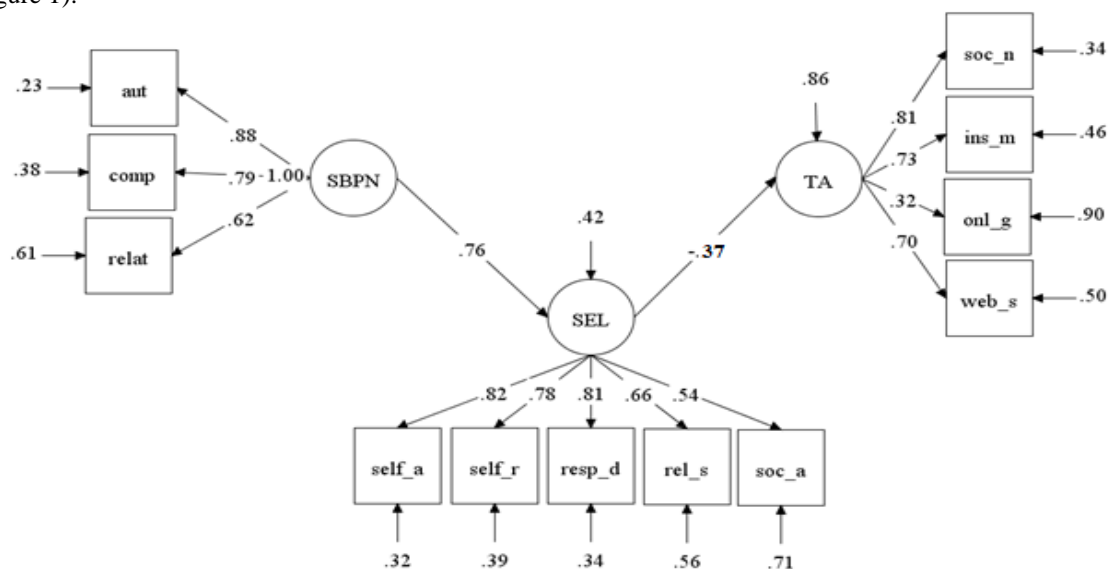 gure 1).
soc_n
.34
.86
.23
aut
.81
.88
ins_m
.46
.73
.38
comp
.79
-1.00
SBPN
TA
.32
onl_g
.90
.62
.42
.70
.61
relat
.76
-.37
web_s
.50
SEL
.82
.78
.81
.66
.54
self_a
self_r
resp_d
rel_s
soc_a
.32
.39
.34
.56
.71